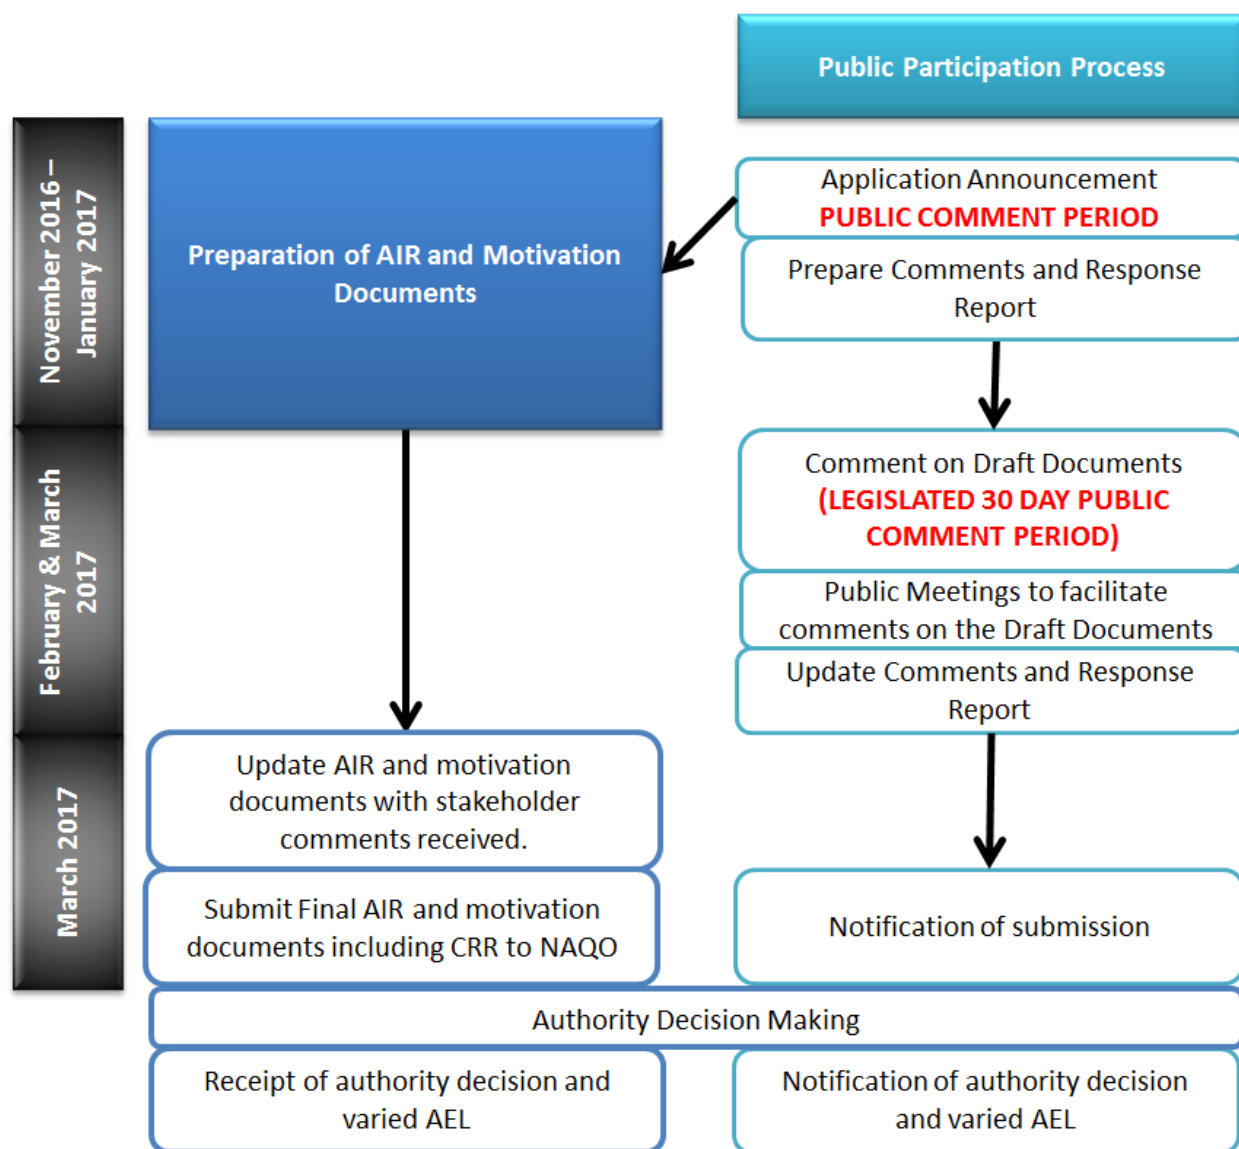 Public Participation Process
November 2016 –
January 2017
Preparation of AIR and Motivation
Documents
Application Announcement
PUBLIC COMMENT PERIOD
Prepare Comments and Response
Report
February & March
2017
Comment on Draft Documents
(LEGISLATED 30 DAY PUBLIC
COMMENT PERIOD)
Public Meetings to facilitate
comments on the Draft Documents
Update Comments and Response
Report
March 2017
Update AIR and motivation
documents with stakeholder
comments received.
Submit Final AIR and motivation
documents including CRR to NAQO
Notification of submission
Authority Decision Making
Receipt of authority decision and
varied AEL
Notification of authority decision
and varied AEL